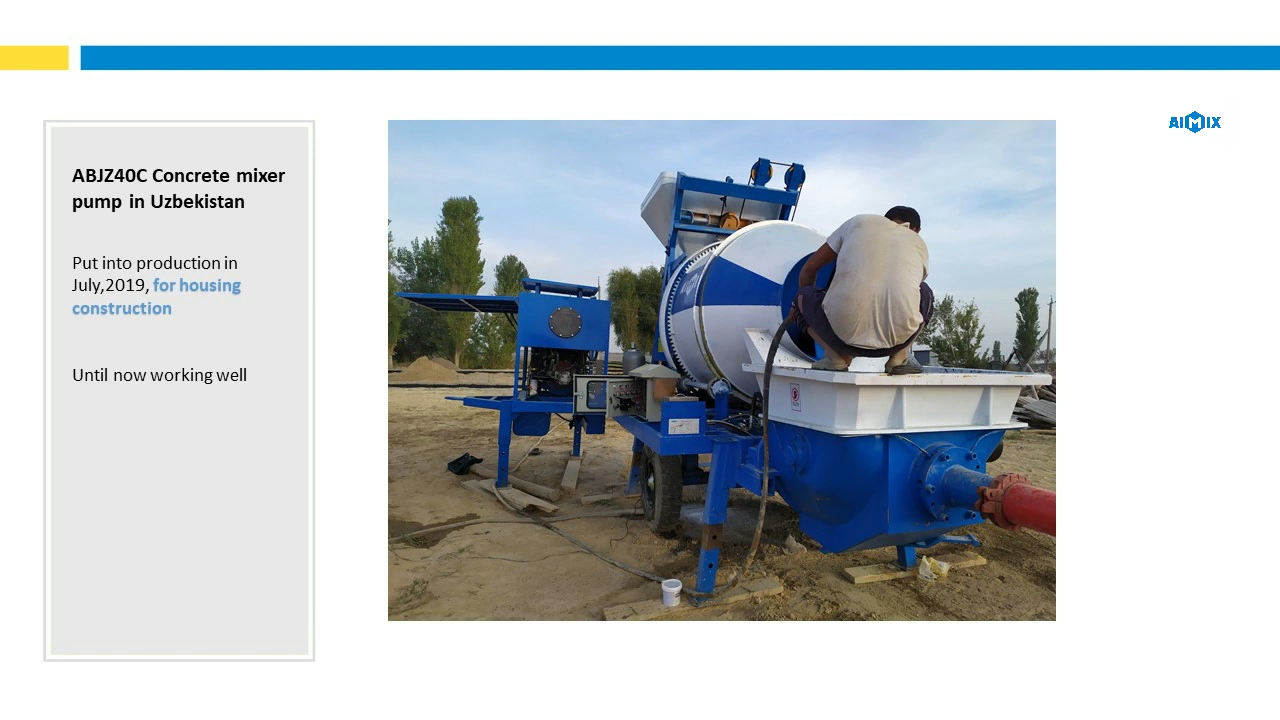 AIMIX
ABJZ40C Concrete mixer
pump in Uzbekistan
Put into production in
July,2019, for housing
construction
Until now working well